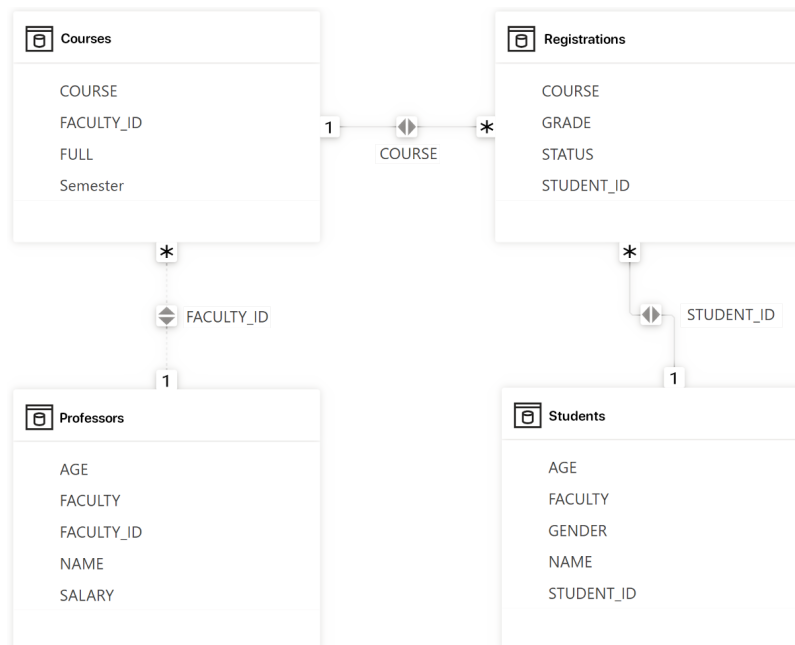 Courses
COURSE
FACULTY_ID
FULL
Semester
Registrations
COURSE
GRADE
STATUS
STUDENT_ID
1
*
COURSE
*
FACULTY_ID
1
*
STUDENT_ID
1
Professors
AGE
FACULTY
FACULTY_ID
NAME
SALARY
Students
AGE
FACULTY
GENDER
NAME
STUDENT_ID